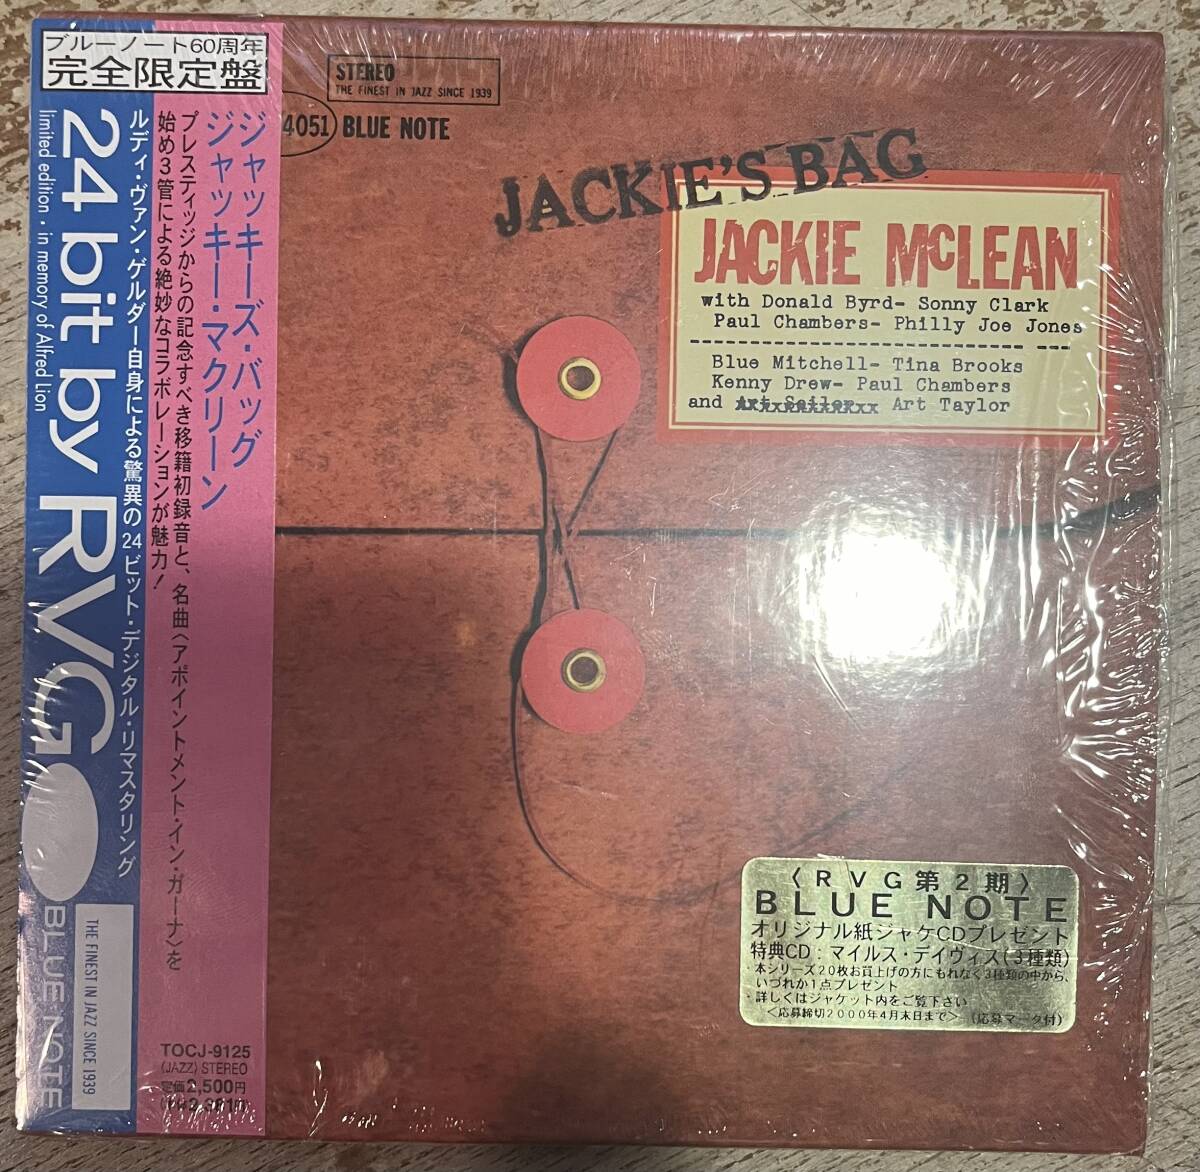 ブルーノート60周年
完全限定盤
24 bit by RVG
limited edition・in memory of Alfred Lion
BLUE NOTE
THE FINEST IN JAZZ SINCE 1939
ルディ・ヴァン・ゲルダー自身による驚異の24ビット・デジタル・リマスタリング
ジャッキーズ・バッグ
ジャッキー・マクリーン
プレスティッジからの記念すべき移籍初録音と、名曲〈アポイントメント・イン・ガーナ〉を
始め3管による絶妙なコラボレーションが魅力!
TOCJ-9125
(JAZZ) STEREO
定価2,500円
STEREO
THE FINEST IN JAZZ SINCE 1939
4051 BLUE NOTE
JACKIE'S BAG
JACKIE McLEAN
with Donald Byrd- Sonny Clark
Paul Chambers- Philly Joe Jones
Blue Mitchell- Tina Brooks
Kenny Drew- Paul Chambers
and Art Taylor
〈RVG第2期〉
BLUE NOTE
オリジナル紙ジャケCDプレゼント
特典CD:マイルス・デイヴィス(3種類)
・本シリーズ20枚お買上げの方にもれなく3種類の中から、
いづれか1点プレゼント
・詳しくはジャケット内をご覧下さい
<応募締切2000年4月末日まで> (応募マーク付)